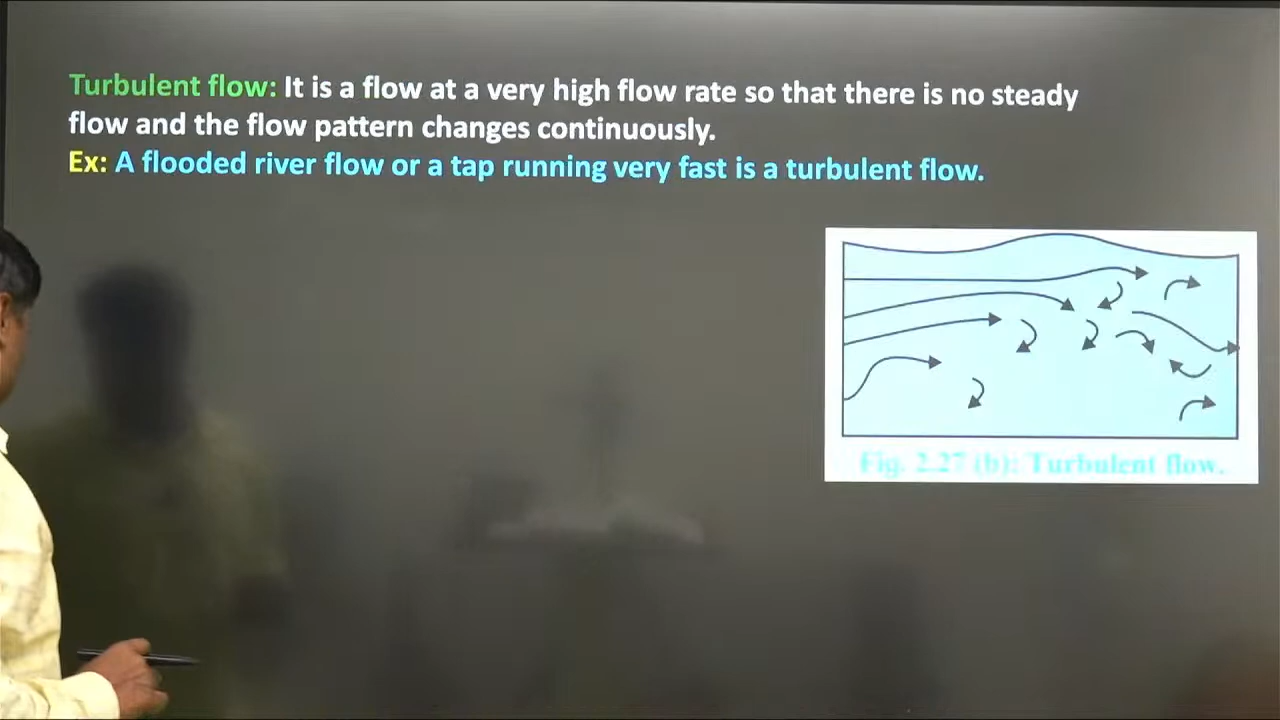 Turbulent flow: It is a flow at a very high flow rate so that there is no steady
flow and the flow pattern changes continuously.
Ex: A flooded river flow or a tap running very fast is a turbulent flow.
Fig. 2.27 (b): Turbulent flow.